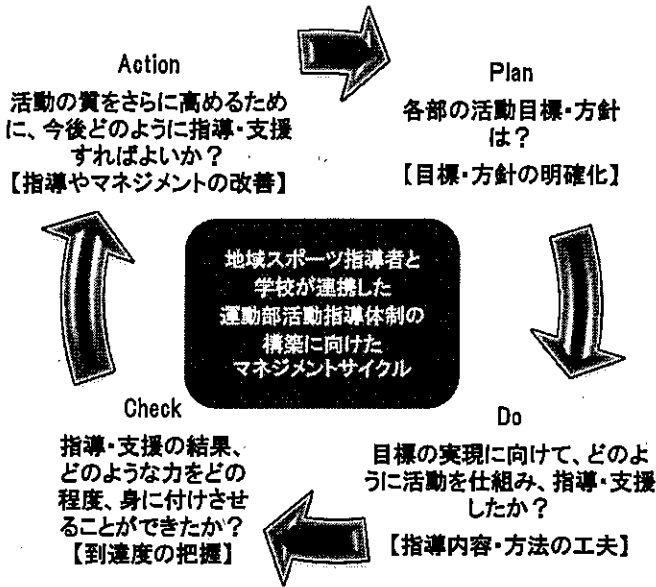 Action
活動の質をさらに高めるため
に、今後どのように指導・支援
すればよいか？
【指導やマネジメントの改善】
Plan
各部の活動目標・方針
は？
【目標・方針の明確化】
地域スポーツ指導者と
学校が連携した
運動部活動指導体制の
構築に向けた
マネジメントサイクル
Check
指導・支援の結果、
どのような力をどの
程度、身に付けさせ
ることができたか？
【到達度の把握】
Do
目標の実現に向けて、どのよ
うに活動を仕組み、指導・支援
したか？
【指導内容・方法の工夫】